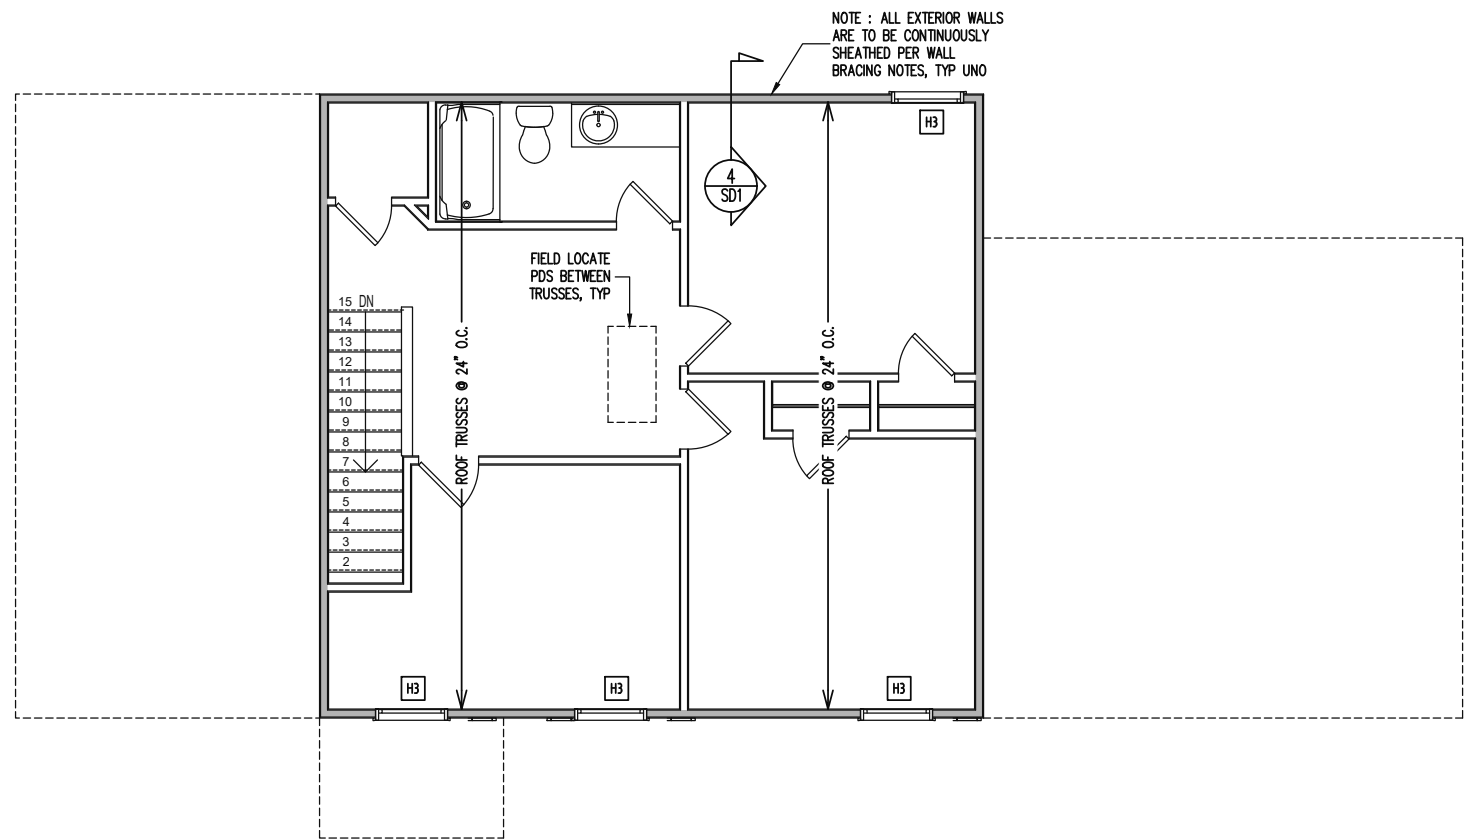 NOTE : ALL EXTERIOR WALLS
ARE TO BE CONTINUOUSLY
SHEATHED PER WALL
BRACING NOTES, TYP UNO
H3
4
SD1
FIELD LOCATE
PDS BETWEEN
TRUSSES, TYP
15 DN
14
13
12
11
10
9
8
7
6
5
4
3
2
ROOF TRUSSES @ 24" O.C.
ROOF TRUSSES @ 24" O.C.
H3
H3
H3